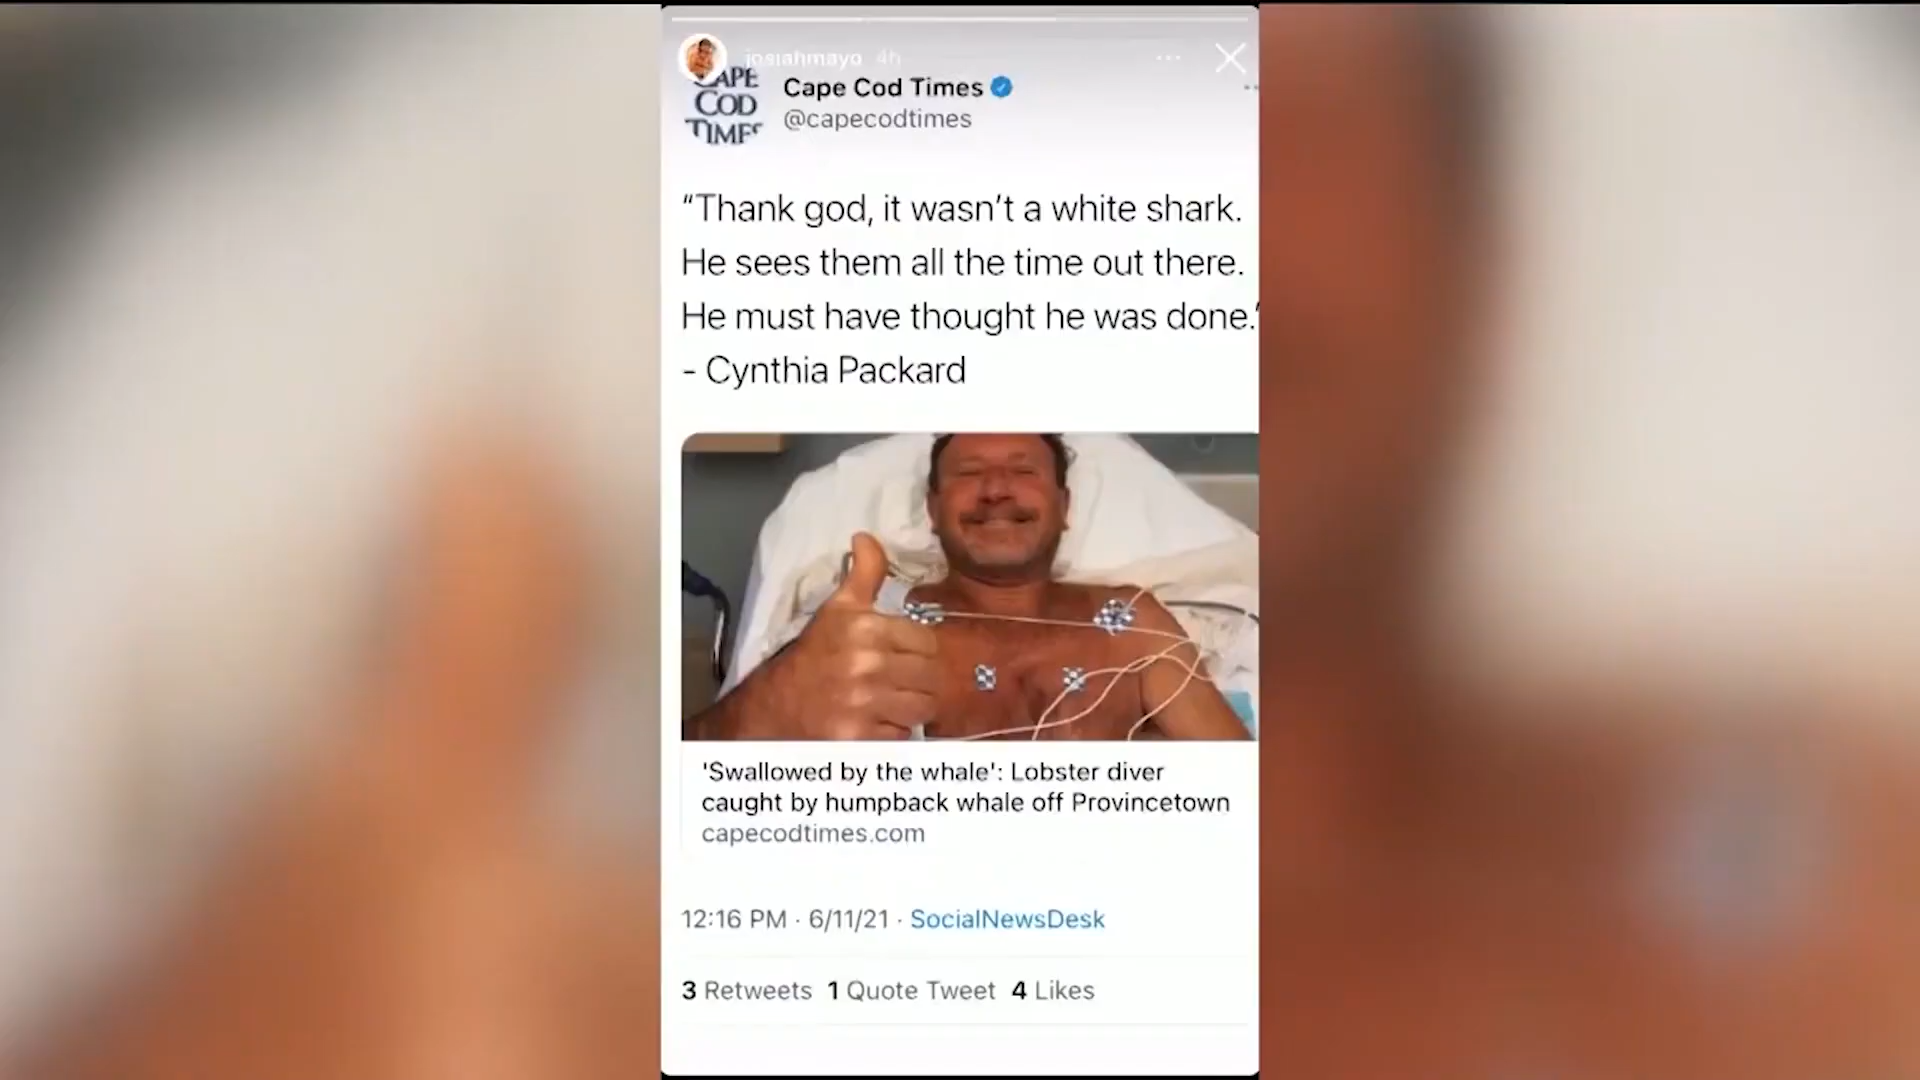 josiahmayo 4h
CAPE
COD
TIMES
Cape Cod Times
@capecodtimes
“Thank god, it wasn’t a white shark.
He sees them all the time out there.
He must have thought he was done.”
- Cynthia Packard
'Swallowed by the whale': Lobster diver
caught by humpback whale off Provincetown
capecodtimes.com
12:16 PM · 6/11/21 · SocialNewsDesk
3 Retweets 1 Quote Tweet 4 Likes